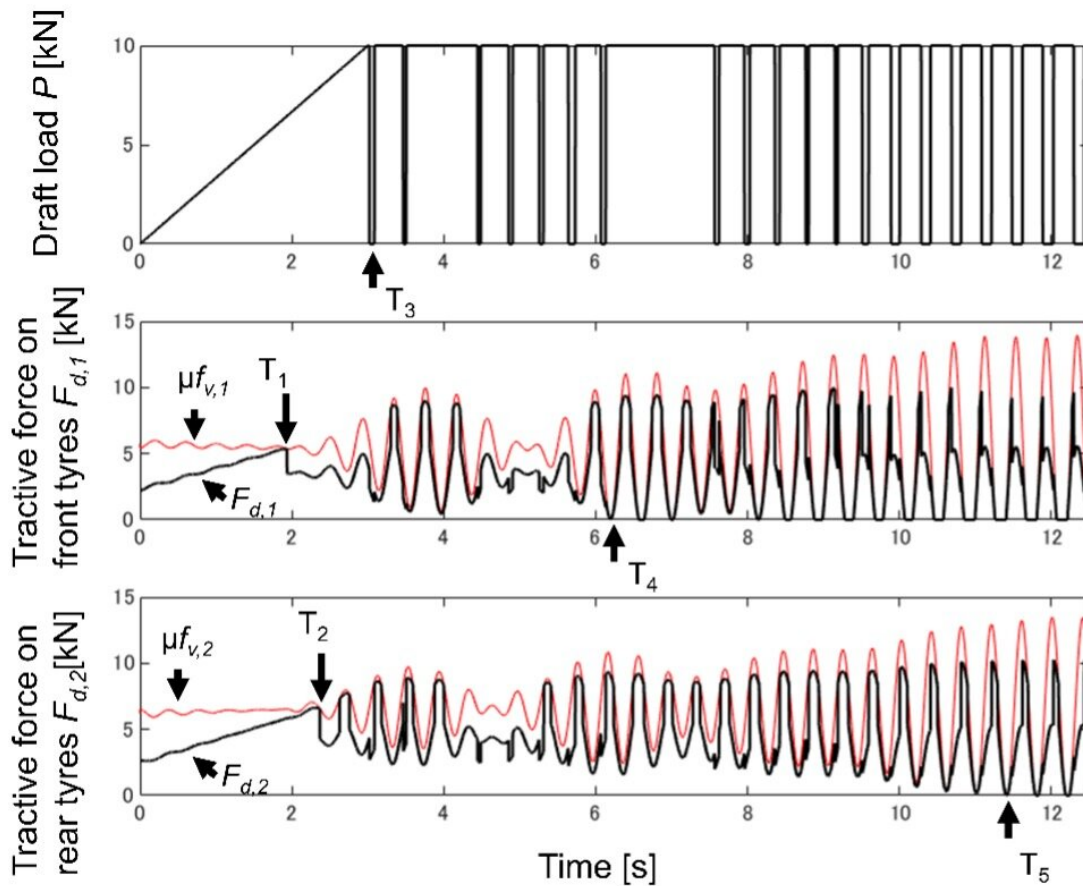 Draft load P [kN]
10
5
0
0 2 4 6 8 10 12
T3
Tractive force on
front tyres Fd,1 [kN]
15
10
5
0
μfv,1
T1
Fd,1
0 2 4 6 8 10 12
T4
Tractive force on
rear tyres Fd,2[kN]
15
10
5
0
μfv,2
T2
Fd,2
0 2 4 6 8 10 12
T5
Time [s]